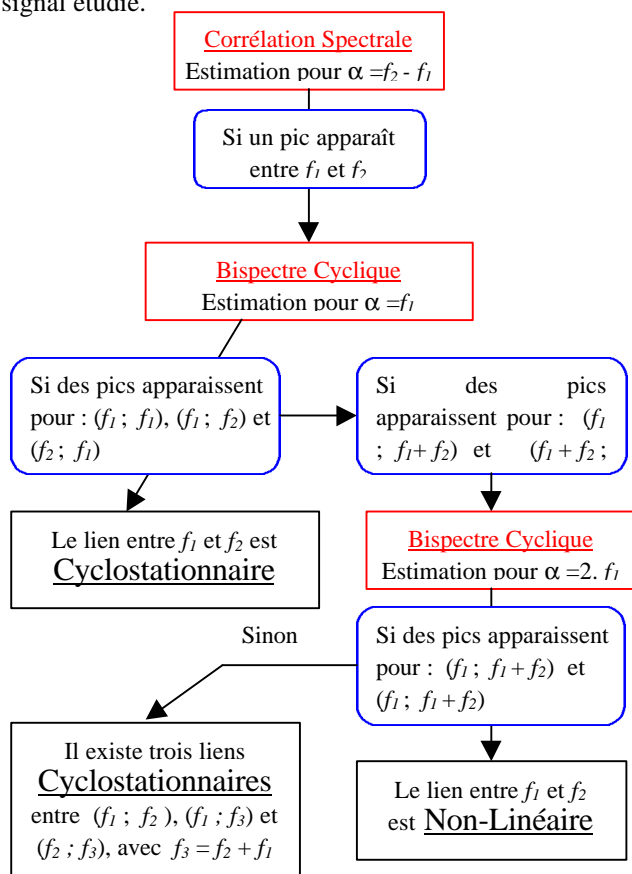 signal étudié.
Corrélation Spectrale
Estimation pour α =f2 - f1
Si un pic apparaît
entre f1 et f2
Bispectre Cyclique
Estimation pour α =f1
Si des pics apparaissent
pour : (f1 ; f1), (f1 ; f2) et
(f2 ; f1)
Si des pics
apparaissent pour : (f1
; f1+ f2) et (f1 + f2 ;
Le lien entre f1 et f2 est
Cyclostationnaire
Bispectre Cyclique
Estimation pour α =2. f1
Sinon
Si des pics apparaissent
pour : (f1 ; f1 + f2) et
(f1 ; f1 + f2)
Il existe trois liens
Cyclostationnaires
entre (f1 ; f2 ), (f1 ; f3) et
(f2 ; f3), avec f3 = f2 + f1
Le lien entre f1 et f2
est Non-Linéaire